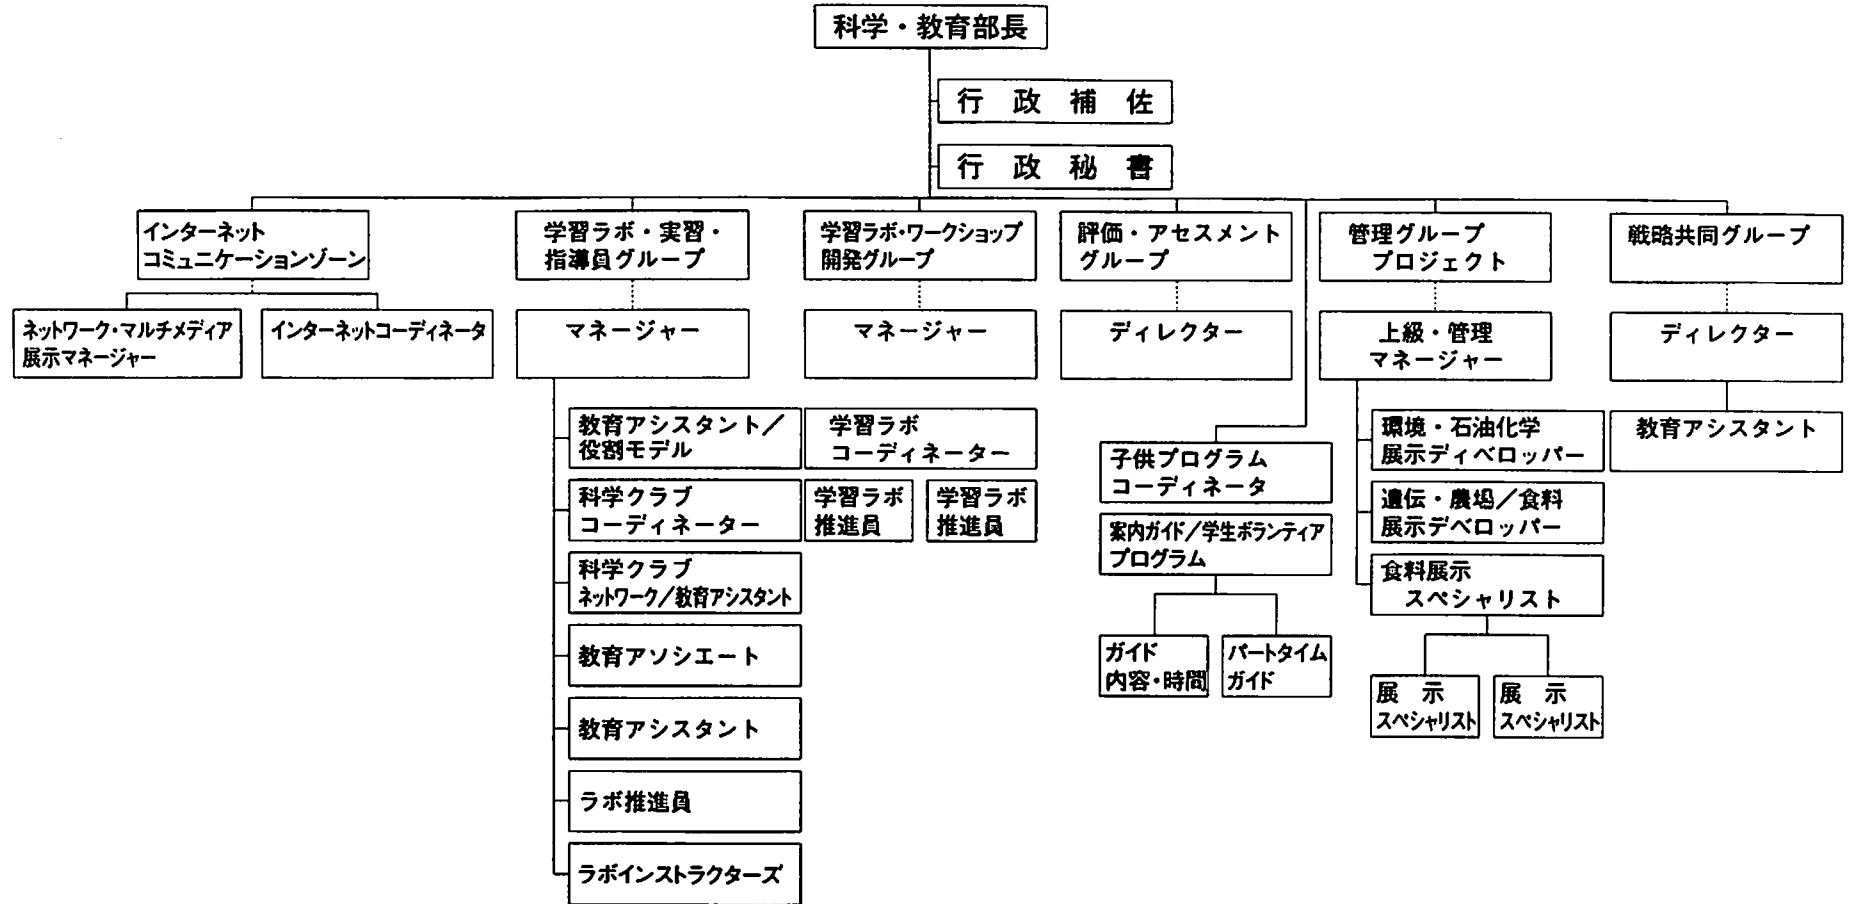 科学・教育部長
行政補佐
行政秘書
インターネット
コミュニケーションゾーン
学習ラボ・実習・
指導員グループ
学習ラボ・ワークショップ
開発グループ
評価・アセスメント
グループ
管理グループ
プロジェクト
戦略共同グループ
ネットワーク・マルチメディア
展示マネージャー
インターネットコーディネータ
マネージャー
マネージャー
ディレクター
上級・管理
マネージャー
ディレクター
教育アシスタント／
役割モデル
科学クラブ
コーディネーター
科学クラブ
ネットワーク／教育アシスタント
教育アソシエート
教育アシスタント
ラボ推進員
ラボインストラクターズ
学習ラボ
コーディネーター
学習ラボ
推進員
学習ラボ
推進員
子供プログラム
コーディネータ
案内ガイド／学生ボランティア
プログラム
ガイド
内容・時間
パートタイム
ガイド
環境・石油化学
展示ディベロッパー
遺伝・農場／食料
展示デベロッパー
食料展示
スペシャリスト
展示
スペシャリスト
展示
スペシャリスト
教育アシスタント